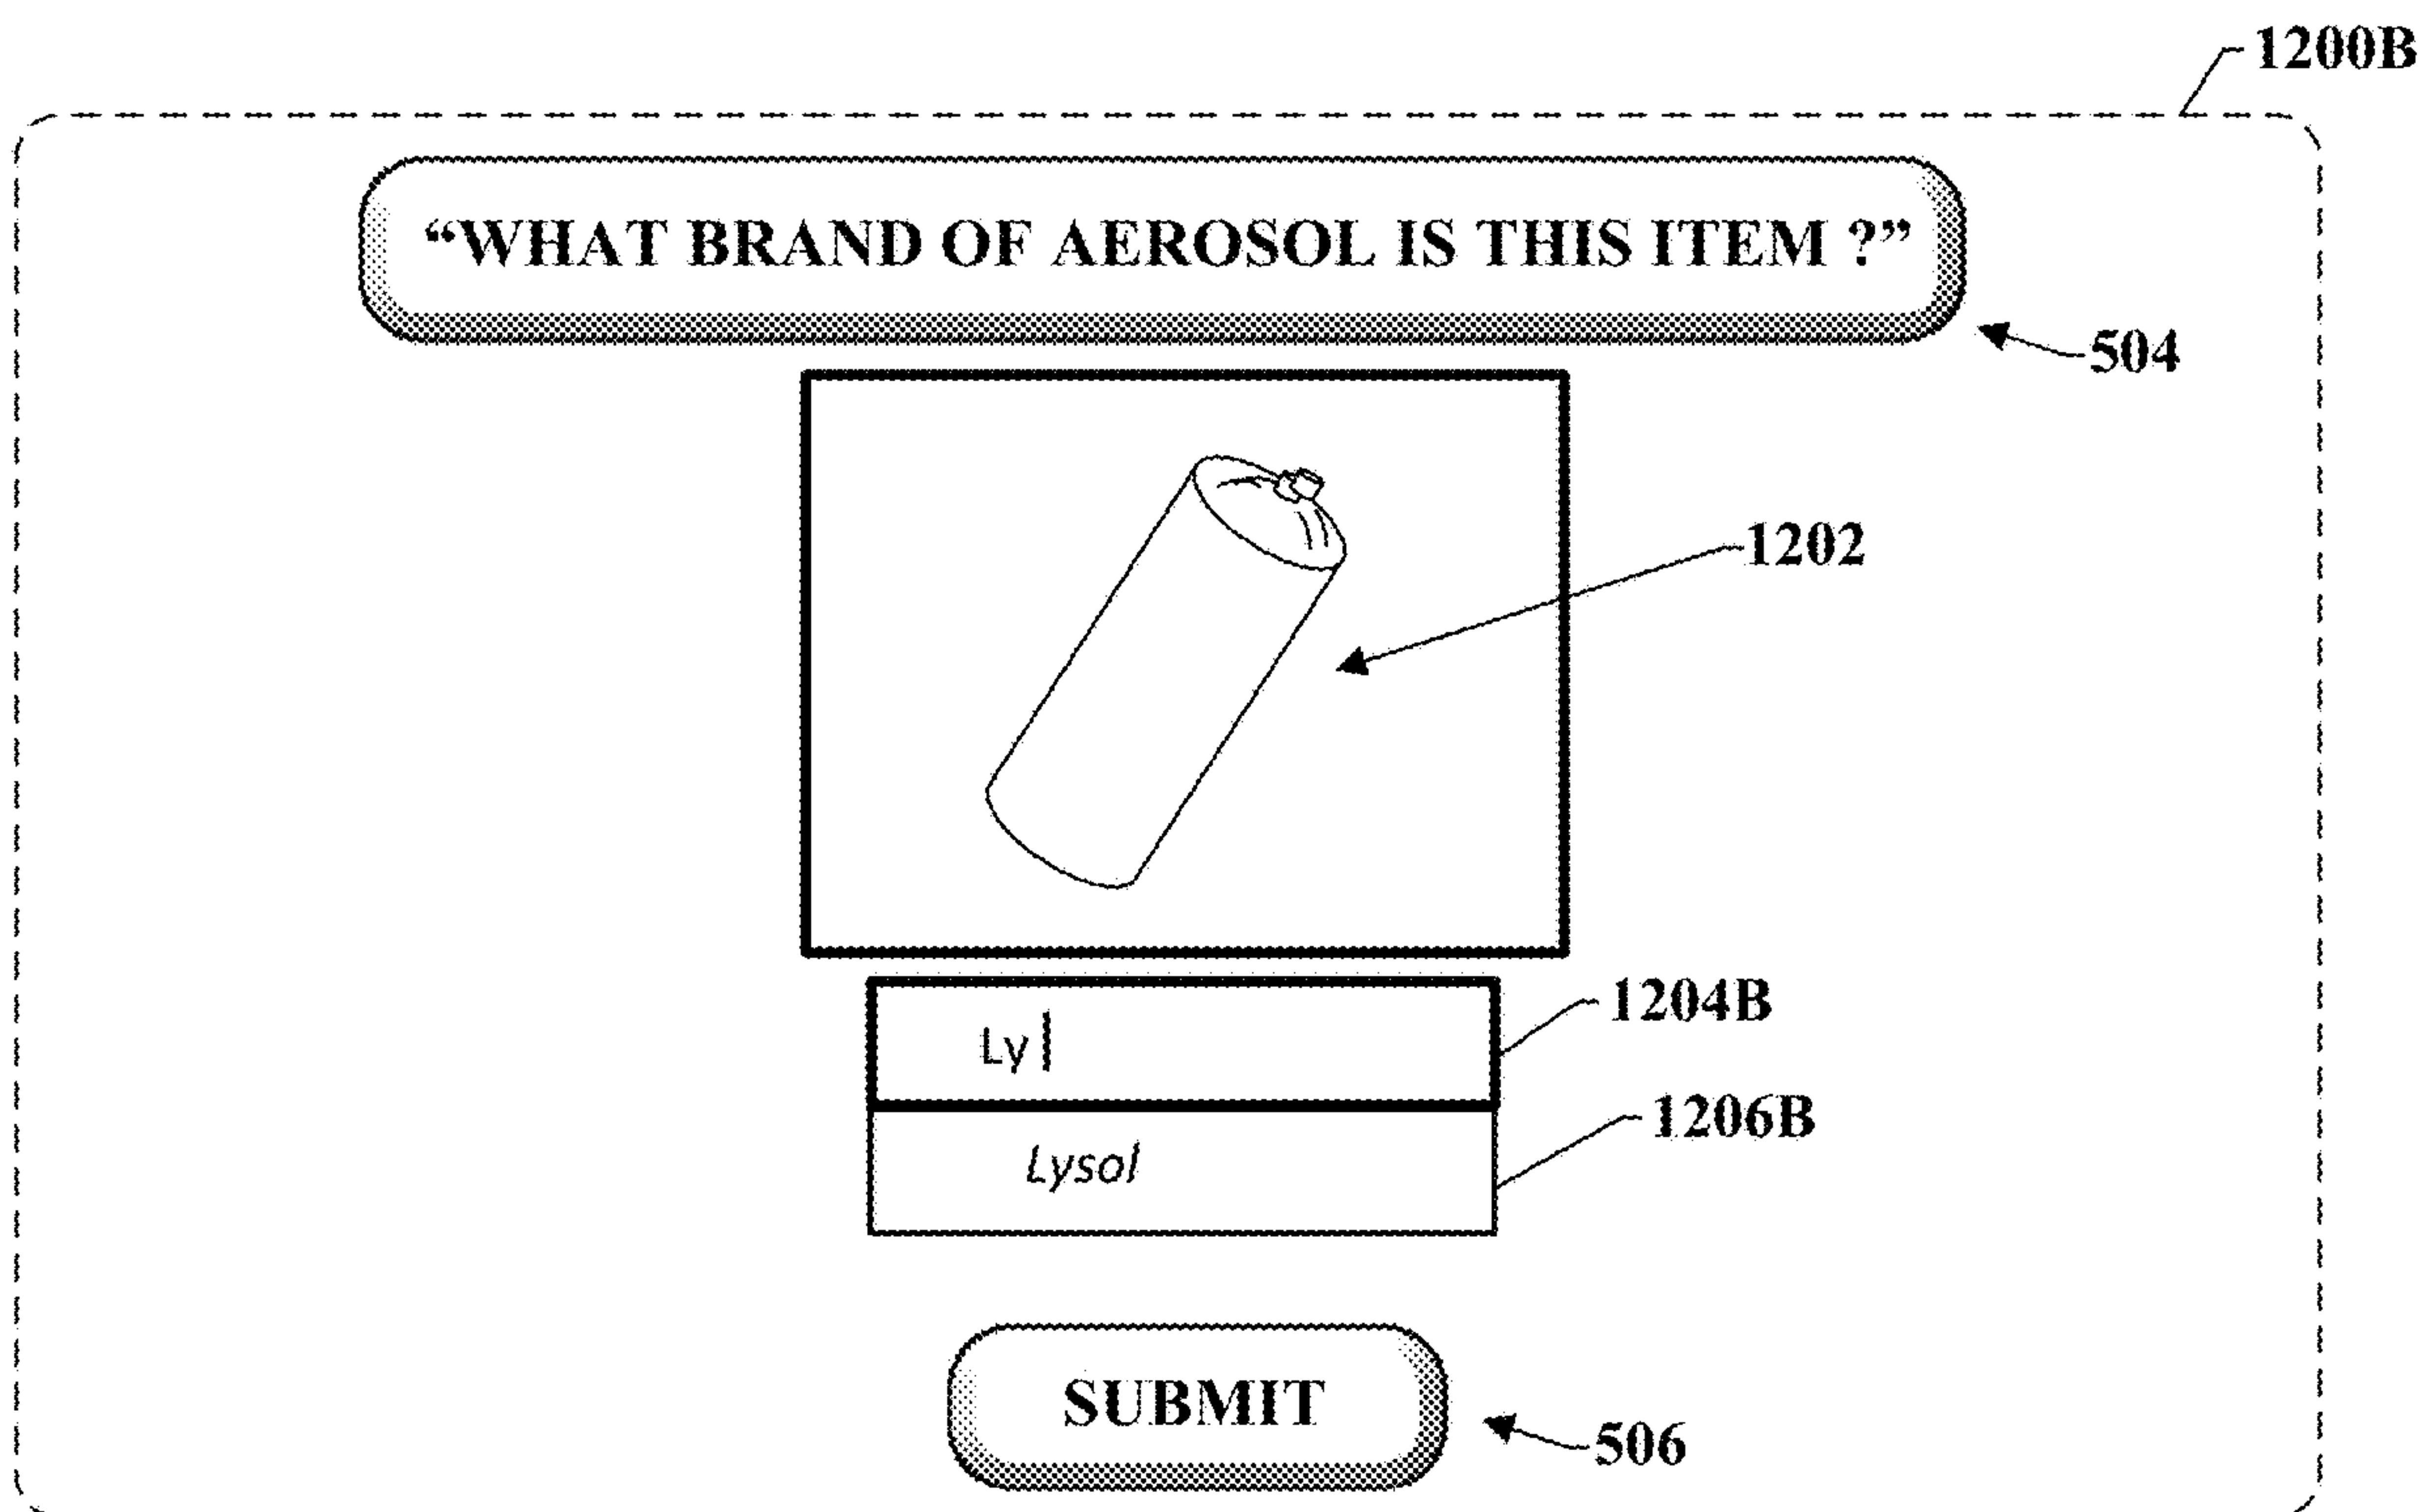 1200B
“WHAT BRAND OF AEROSOL IS THIS ITEM ?”
504
1202
Ly
1204B
Lysol
1206B
SUBMIT
506